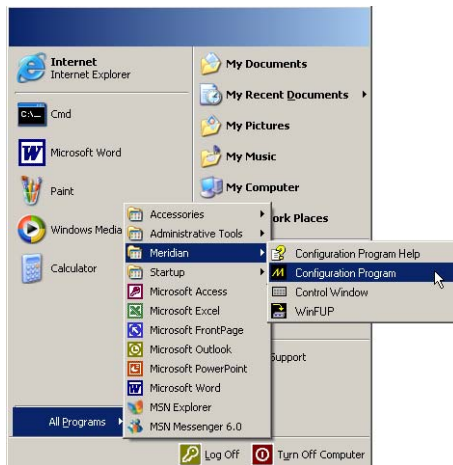 Internet
Internet Explorer
C:\_ Cmd
Microsoft Word
Paint
Windows Media
Calculator
All Programs
My Documents
My Recent Documents
My Pictures
My Music
My Computer
ork Places
Support
Accessories
Administrative Tools
Meridian
Startup
Microsoft Access
Microsoft Excel
Microsoft FrontPage
Microsoft Outlook
Microsoft PowerPoint
Microsoft Word
MSN Explorer
MSN Messenger 6.0
Configuration Program Help
Configuration Program
Control Window
WinFUP
Log Off
Turn Off Computer